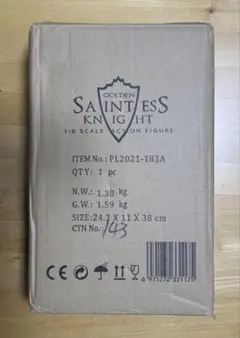 GOLDEN
SAINTESS
KNIGHT
1/6 SCALE ACTION FIGURE
ITEM No.: PL2021-183A
QTY: 1 pc
N.W.: 1.38 kg
G.W.: 1.59 kg
SIZE: 24.3 X 11 X 38 cm
CTN No.: 143